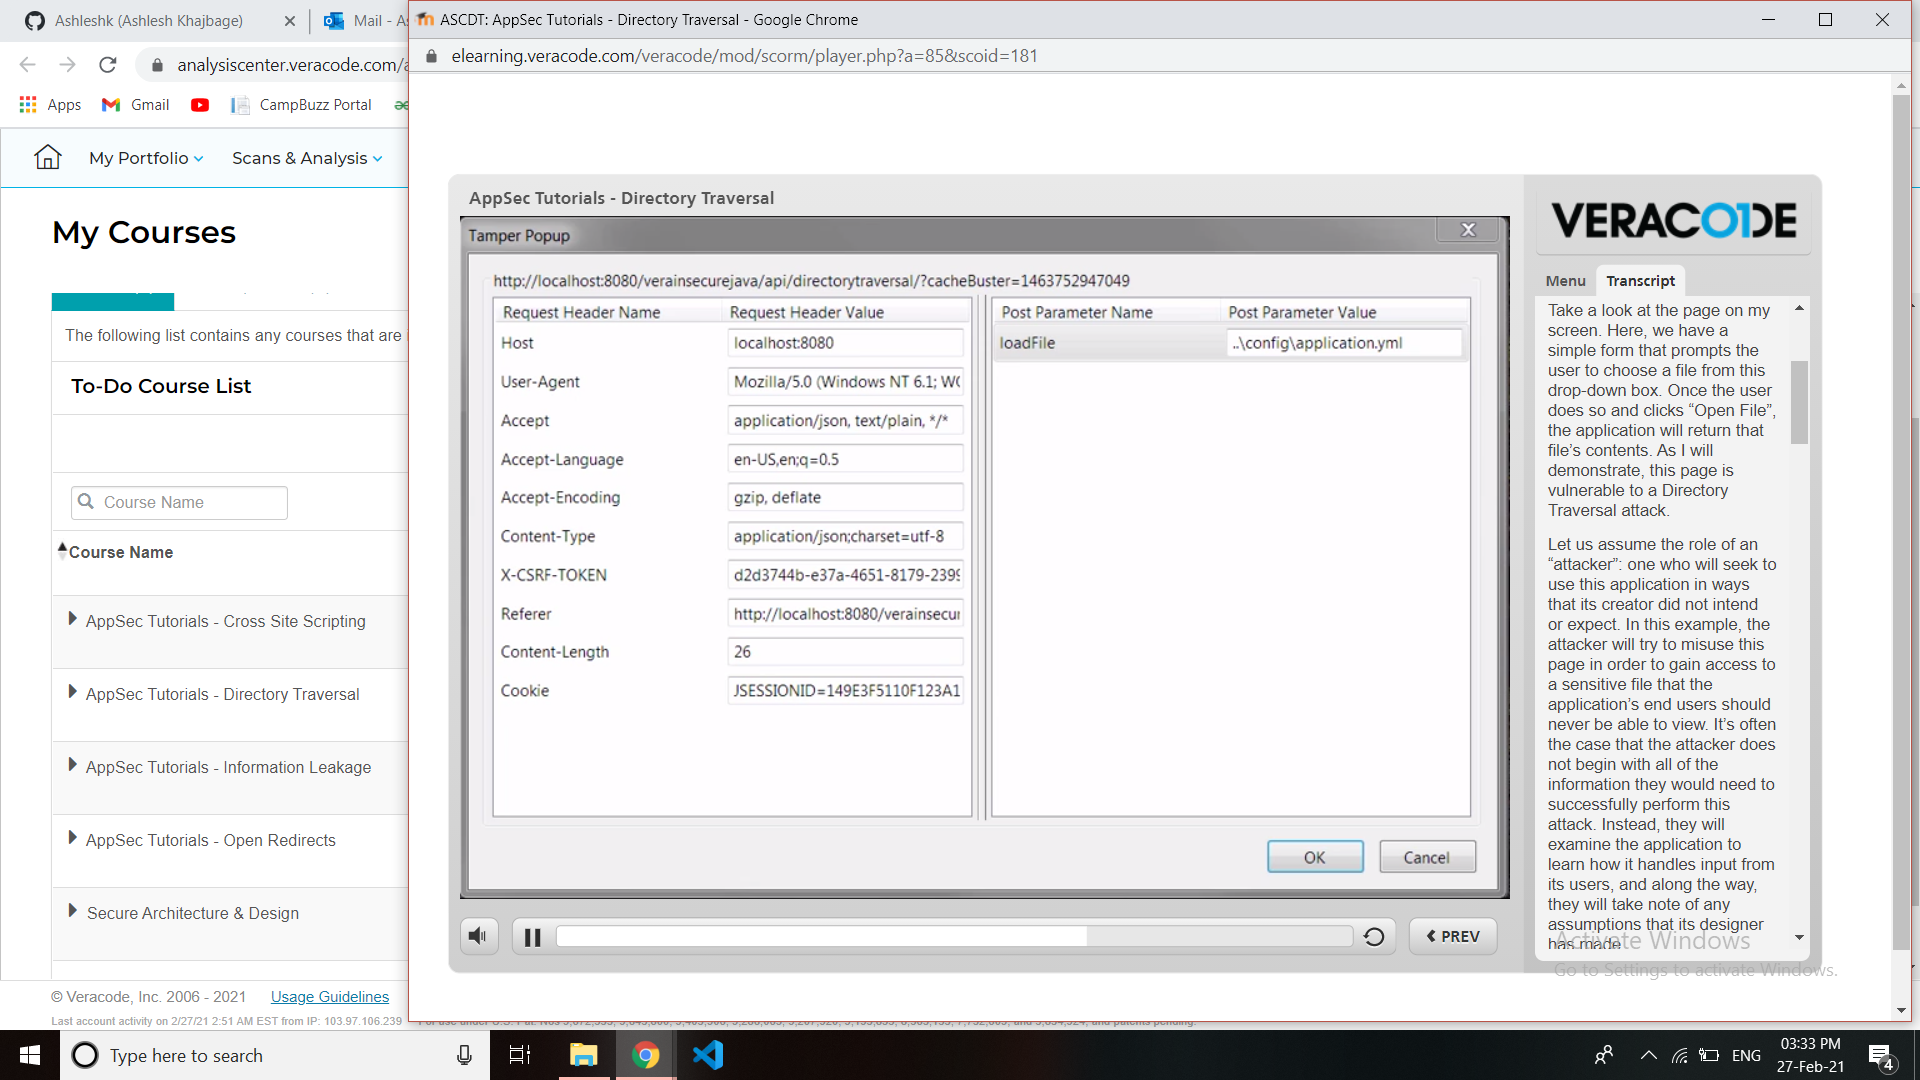 Ashleshk (Ashlesh Khajbage)
Mail - As
ASCDT: AppSec Tutorials - Directory Traversal - Google Chrome
analysiscenter.veracode.com/a
elearning.veracode.com/veracode/mod/scorm/player.php?a=85&scoid=181
Apps
Gmail
CampBuzz Portal
My Portfolio
Scans & Analysis
My Courses
The following list contains any courses that are
To-Do Course List
Course Name
Course Name
AppSec Tutorials - Cross Site Scripting
AppSec Tutorials - Directory Traversal
AppSec Tutorials - Information Leakage
AppSec Tutorials - Open Redirects
Secure Architecture & Design
© Veracode, Inc. 2006 - 2021
Usage Guidelines
Last account activity on 2/27/21 2:51 AM EST from IP: 103.97.106.239
AppSec Tutorials - Directory Traversal
Tamper Popup
http://localhost:8080/verainsecurejava/api/directorytraversal/?cacheBuster=1463752947049
Request Header Name
Request Header Value
Host
localhost:8080
User-Agent
Mozilla/5.0 (Windows NT 6.1; WO
Accept
application/json, text/plain, */*
Accept-Language
en-US,en;q=0.5
Accept-Encoding
gzip, deflate
Content-Type
application/json;charset=utf-8
X-CSRF-TOKEN
d2d3744b-e37a-4651-8179-2399
Referer
http://localhost:8080/verainsecur
Content-Length
26
Cookie
JSESSIONID=149E3F5110F123A1
Post Parameter Name
Post Parameter Value
loadFile
..\config\application.yml
OK
Cancel
PREV
VERACODE
Menu
Transcript
Take a look at the page on my
screen. Here, we have a
simple form that prompts the
user to choose a file from this
drop-down box. Once the user
does so and clicks “Open File”,
the application will return that
file’s contents. As I will
demonstrate, this page is
vulnerable to a Directory
Traversal attack.
Let us assume the role of an
“attacker”: one who will seek to
use this application in ways
that its creator did not intend
or expect. In this example, the
attacker will try to misuse this
page in order to gain access to
a sensitive file that the
application’s end users should
never be able to view. It’s often
the case that the attacker does
not begin with all of the
information they would need to
successfully perform this
attack. Instead, they will
examine the application to
learn how it handles input from
its users, and along the way,
they will take note of any
assumptions that its designer
has made
Activate Windows
Go to Settings to activate Windows.
Type here to search
ENG
03:33 PM
27-Feb-21
4